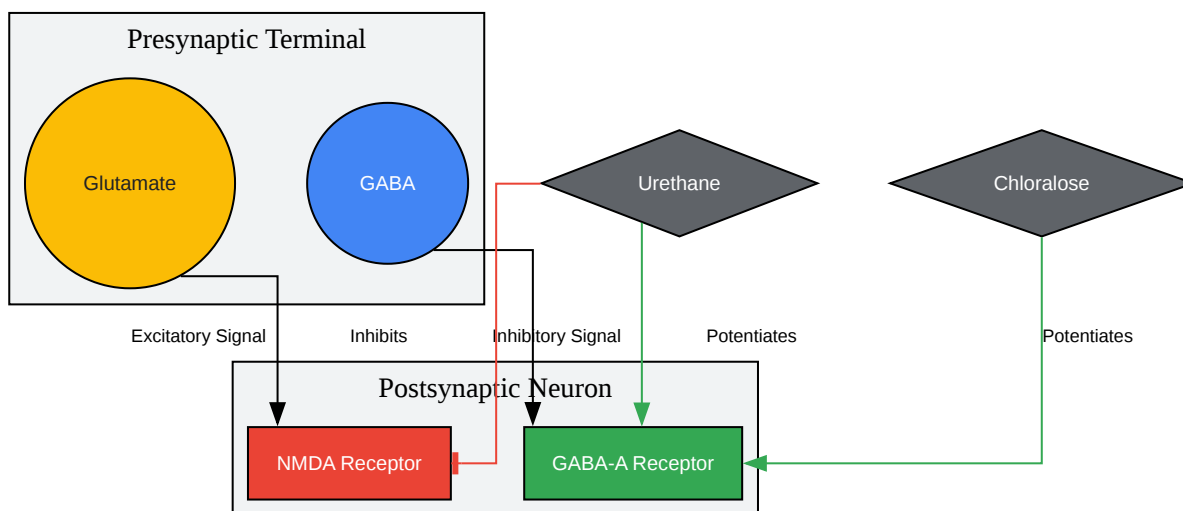 Presynaptic Terminal
Glutamate
GABA
Urethane
Chloralose
Excitatory Signal
Inhibits
Inhibitory Signal
Potentiates
Potentiates
Postsynaptic Neuron
NMDA Receptor
GABA-A Receptor